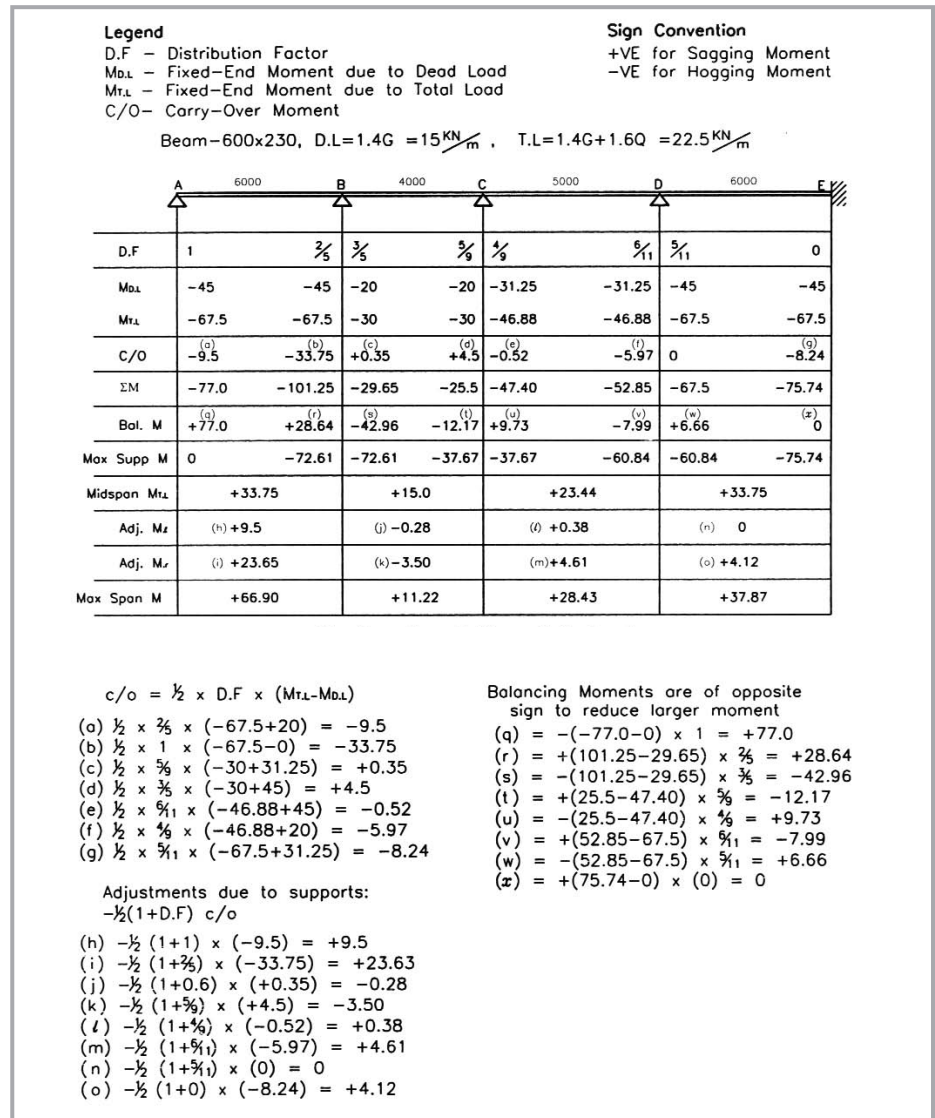 Legend
D.F – Distribution Factor
MD.L – Fixed–End Moment due to Dead Load
MT.L – Fixed–End Moment due to Total Load
C/O– Carry–Over Moment
Sign Convention
+VE for Sagging Moment
–VE for Hogging Moment
Beam–600x230, D.L=1.4G =15KN/m , T.L=1.4G+1.6Q =22.5KN/m
A 6000 B 4000 C 5000 D 6000 E
D.F 1 2/5 3/5 5/9 4/9 6/11 5/11 0
MD.L –45 –45 –20 –20 –31.25 –31.25 –45 –45
MT.L –67.5 –67.5 –30 –30 –46.88 –46.88 –67.5 –67.5
(a) (b) (c) (d) (e) (f) (g)
C/O –9.5 –33.75 +0.35 +4.5 –0.52 –5.97 0 –8.24
ΣM –77.0 –101.25 –29.65 –25.5 –47.40 –52.85 –67.5 –75.74
(q) (r) (s) (t) (u) (v) (w) (x)
Bal. M +77.0 +28.64 –42.96 –12.17 +9.73 –7.99 +6.66 0
Max Supp M 0 –72.61 –72.61 –37.67 –37.67 –60.84 –60.84 –75.74
Midspan MT.L +33.75 +15.0 +23.44 +33.75
Adj. Mℓ (h) +9.5 (j) –0.28 (ℓ) +0.38 (n) 0
Adj. Mr (i) +23.65 (k)–3.50 (m)+4.61 (o) +4.12
Max Span M +66.90 +11.22 +28.43 +37.87
c/o = ½ x D.F x (MT.L–MD.L)
(a) ½ x 2/5 x (–67.5+20) = –9.5
(b) ½ x 1 x (–67.5–0) = –33.75
(c) ½ x 5/9 x (–30+31.25) = +0.35
(d) ½ x 3/5 x (–30+45) = +4.5
(e) ½ x 6/11 x (–46.88+45) = –0.52
(f) ½ x 4/9 x (–46.88+20) = –5.97
(g) ½ x 5/11 x (–67.5+31.25) = –8.24
Adjustments due to supports:
–½(1+D.F) c/o
(h) –½ (1+1) x (–9.5) = +9.5
(i) –½ (1+2/5) x (–33.75) = +23.63
(j) –½ (1+0.6) x (+0.35) = –0.28
(k) –½ (1+5/9) x (+4.5) = –3.50
(ℓ) –½ (1+4/9) x (–0.52) = +0.38
(m) –½ (1+6/11) x (–5.97) = +4.61
(n) –½ (1+5/11) x (0) = 0
(o) –½ (1+0) x (–8.24) = +4.12
Balancing Moments are of opposite
sign to reduce larger moment
(q) = –(–77.0–0) x 1 = +77.0
(r) = +(101.25–29.65) x 2/5 = +28.64
(s) = –(101.25–29.65) x 3/5 = –42.96
(t) = +(25.5–47.40) x 5/9 = –12.17
(u) = –(25.5–47.40) x 4/9 = +9.73
(v) = +(52.85–67.5) x 6/11 = –7.99
(w) = –(52.85–67.5) x 5/11 = +6.66
(x) = +(75.74–0) x (0) = 0